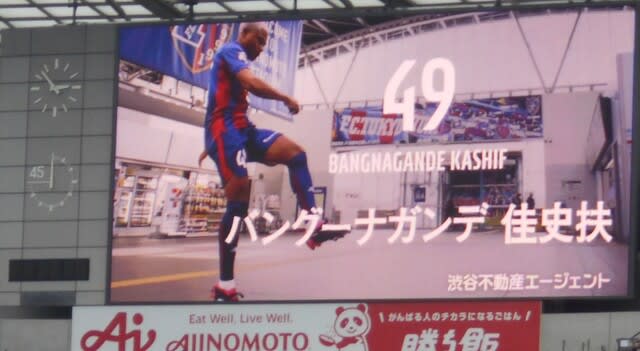 49
F.C.TOKYO
BANGNAGANDE KASHIF
バングーナガンデ 佳史扶
渋谷不動産エージェント
45
Eat Well, Live Well.
AJINOMOTO
がんばる人のチカラになるごはん
勝ち飯